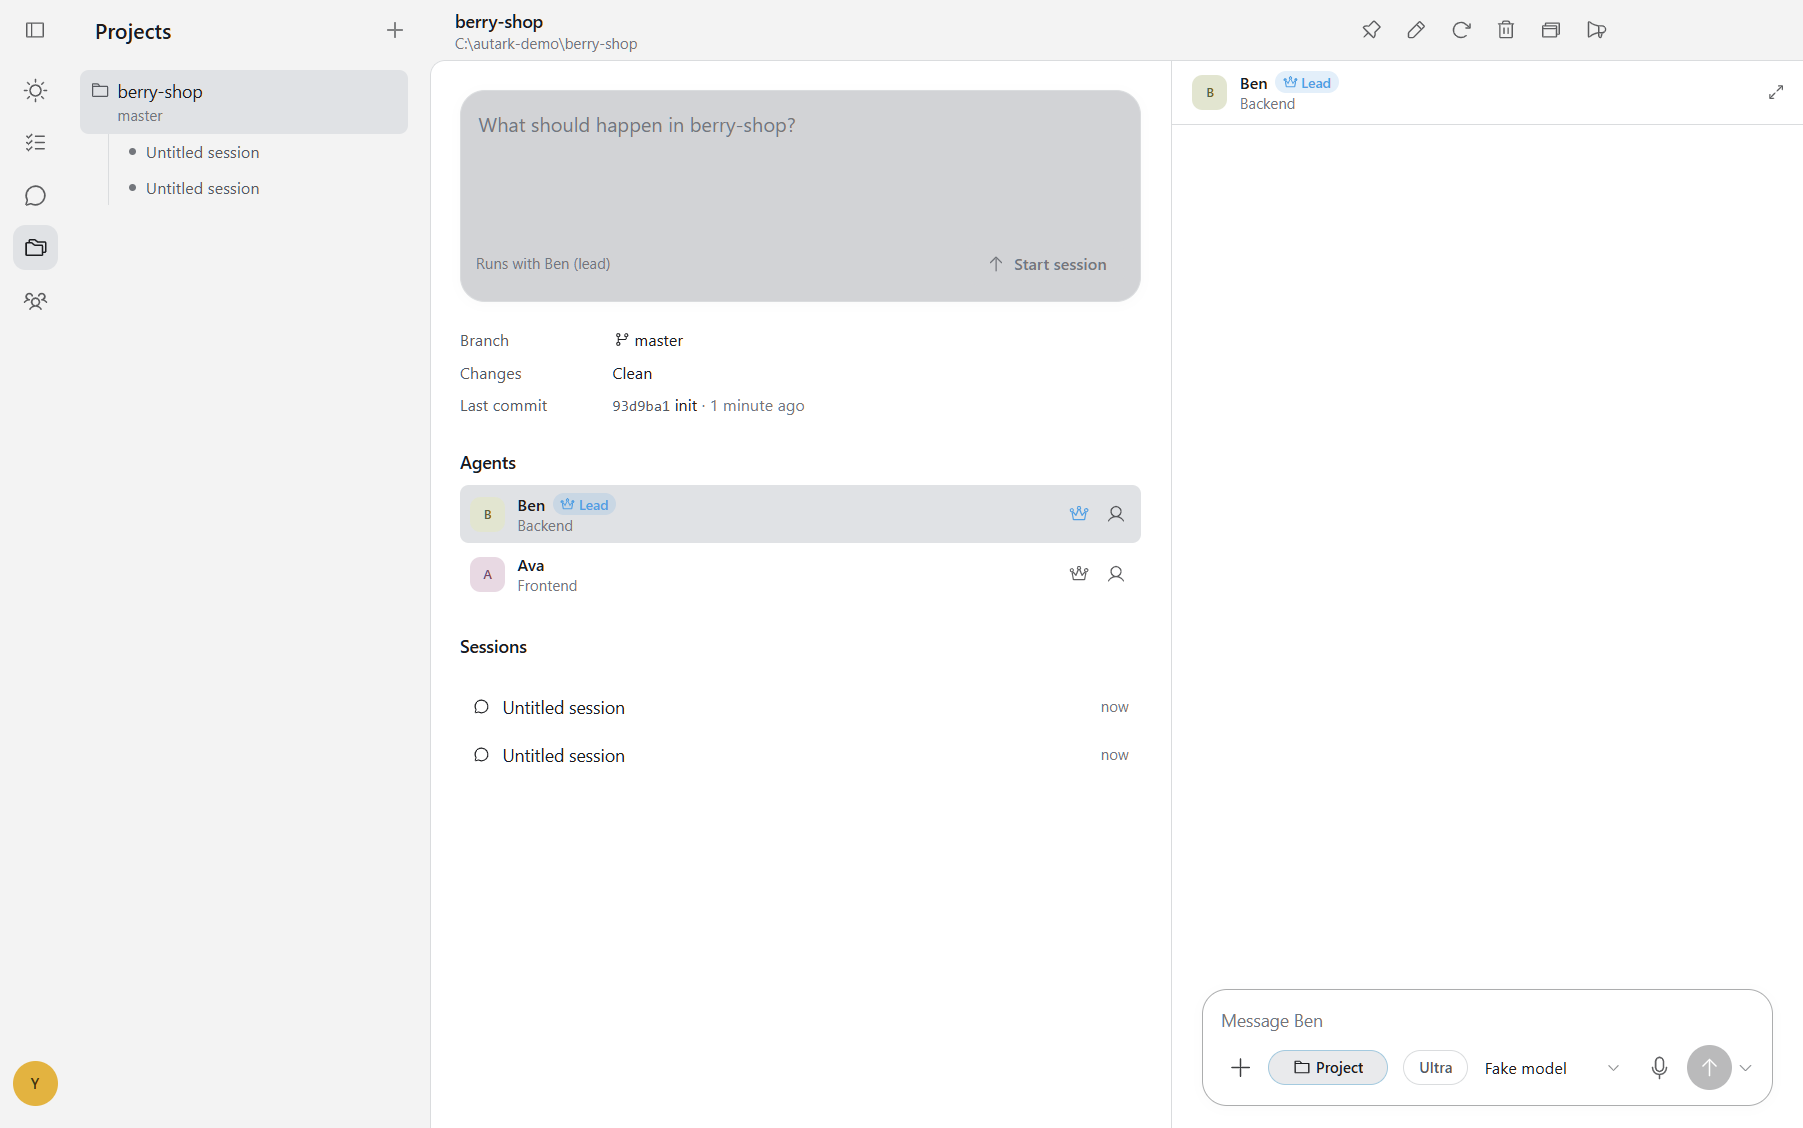 Projects
berry-shop
master
Untitled session
Untitled session
Y
berry-shop
C:\autark-demo\berry-shop
What should happen in berry-shop?
Runs with Ben (lead)
Start session
Branch
master
Changes
Clean
Last commit
93d9ba1 init · 1 minute ago
Agents
B
Ben
Lead
Backend
A
Ava
Frontend
Sessions
Untitled session
now
Untitled session
now
B
Ben
Lead
Backend
Message Ben
Project
Ultra
Fake model